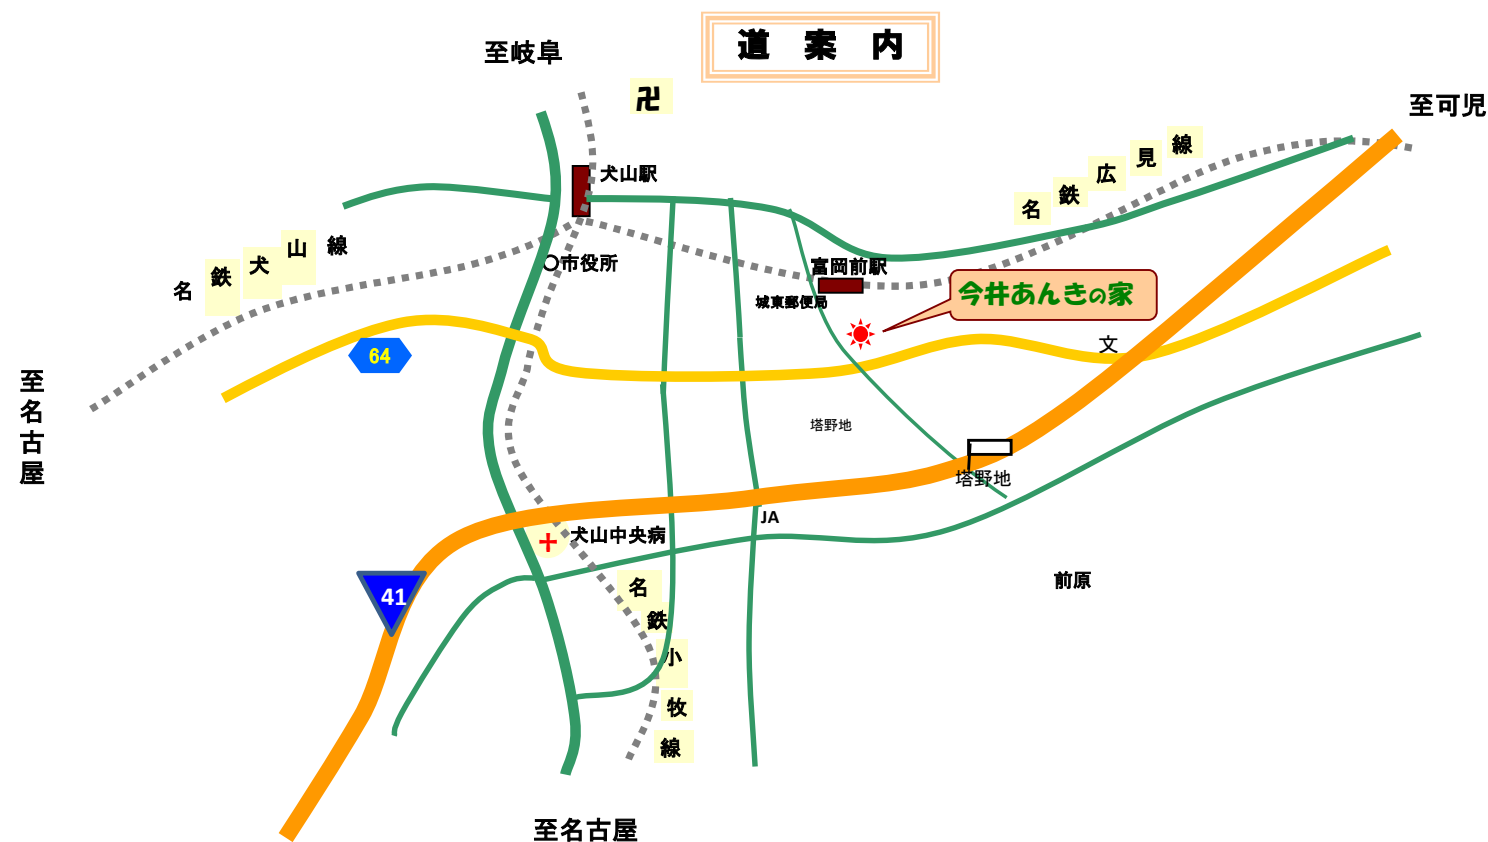 道 案 内
至岐阜
卍
至可児
犬山駅
名鉄広見線
名鉄犬山線
市役所
富岡前駅
城東郵便局
今井あんきの家
文
64
至名古屋
塔野地
塔野地
JA
犬山中央病
前原
41
名鉄小牧線
至名古屋